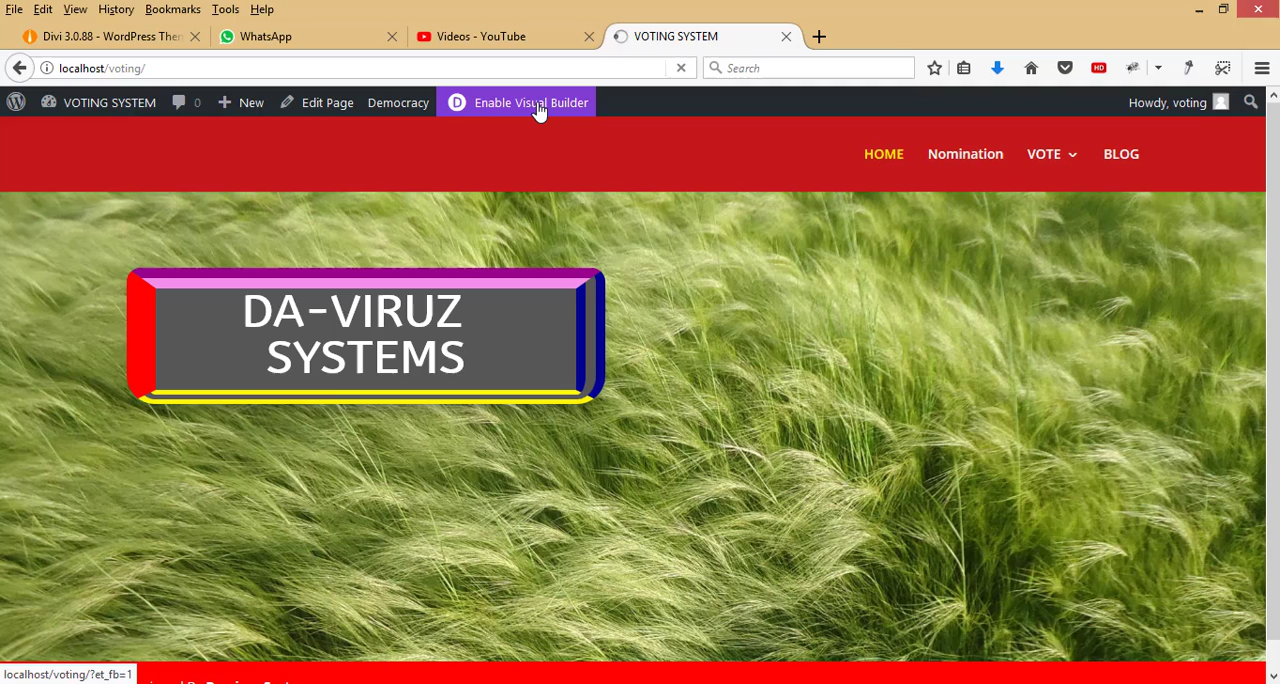 File Edit View History Bookmarks Tools Help
Divi 3.0.88 - WordPress Them
WhatsApp
Videos - YouTube
VOTING SYSTEM
localhost/voting/
Search
HD
VOTING SYSTEM 0 New Edit Page Democracy D Enable Visual Builder Howdy, voting
HOME Nomination VOTE BLOG
DA-VIRUZ
SYSTEMS
localhost/voting/?et_fb=1